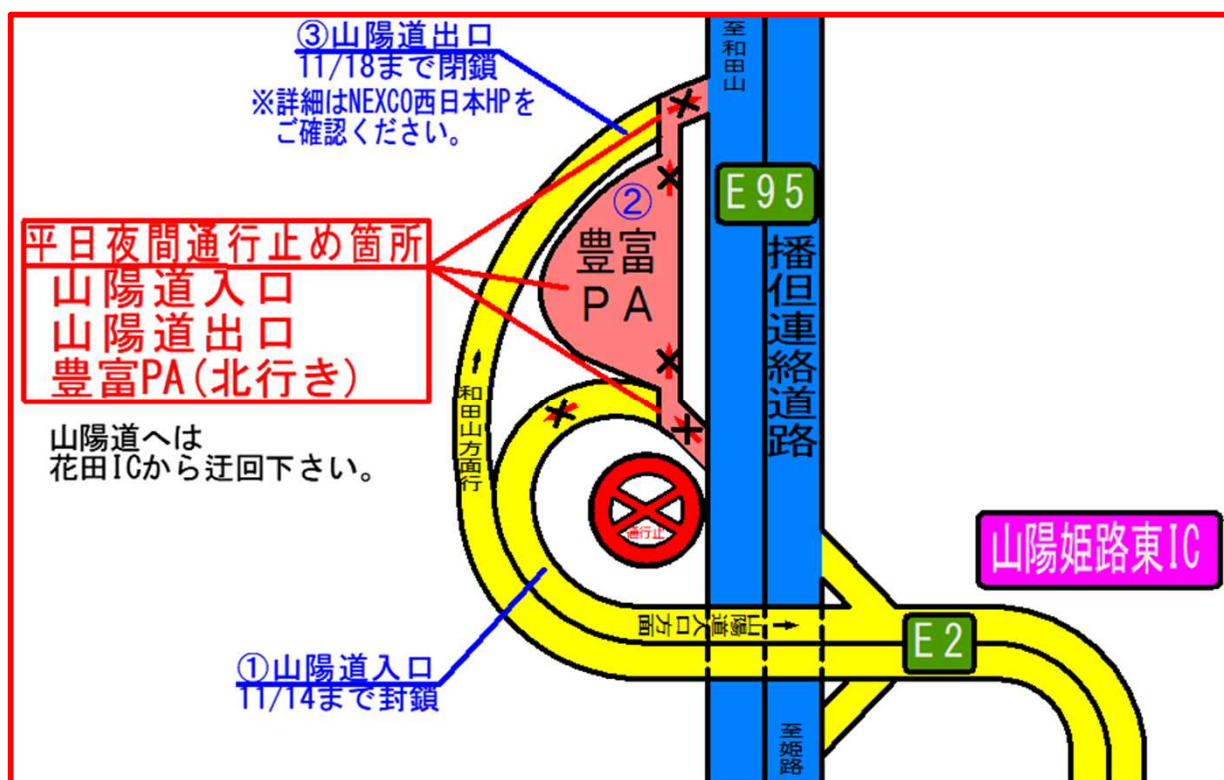 ③山陽道出口
11/18まで閉鎖
※詳細はNEXCO西日本HPを
ご確認ください。
至和田山
E95
②
豊富
PA
播但連絡道路
平日夜間通行止め箇所
山陽道入口
山陽道出口
豊富PA(北行き)
山陽道へは
花田ICから迂回下さい。
和田山方面行
通行止
山陽姫路東IC
山陽道入口方面
E2
①山陽道入口
11/14まで封鎖
至姫路